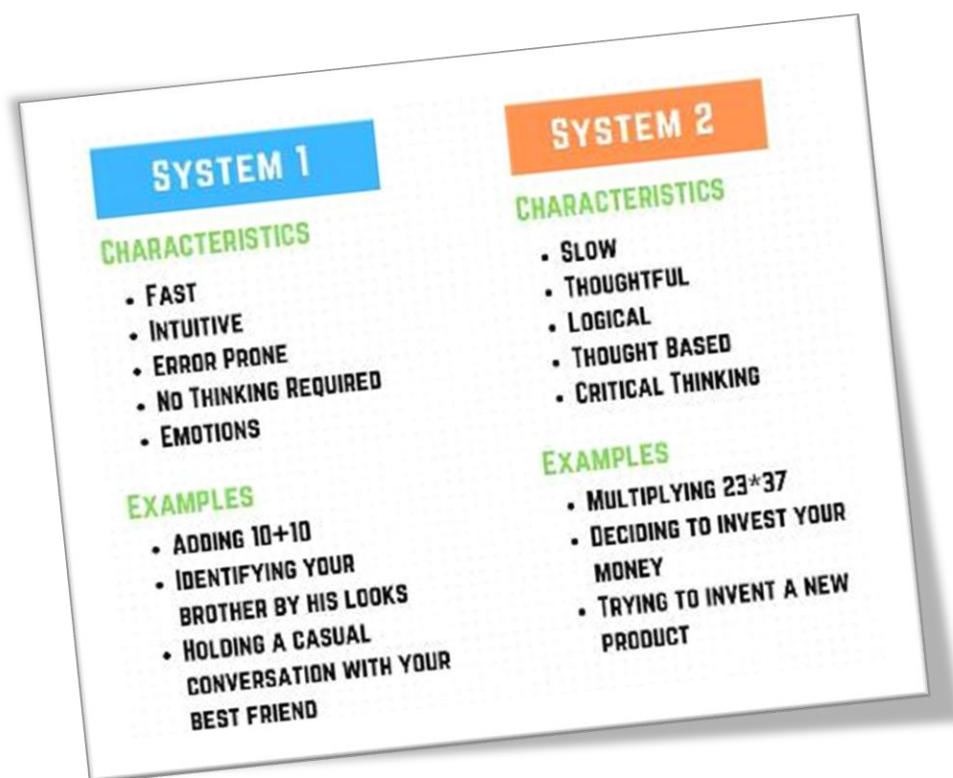 SYSTEM 1
CHARACTERISTICS
• FAST
• INTUITIVE
• ERROR PRONE
• NO THINKING REQUIRED
• EMOTIONS
EXAMPLES
• ADDING 10+10
• IDENTIFYING YOUR
BROTHER BY HIS LOOKS
• HOLDING A CASUAL
CONVERSATION WITH YOUR
BEST FRIEND
SYSTEM 2
CHARACTERISTICS
• SLOW
• THOUGHTFUL
• LOGICAL
• THOUGHT BASED
• CRITICAL THINKING
EXAMPLES
• MULTIPLYING 23*37
• DECIDING TO INVEST YOUR
MONEY
• TRYING TO INVENT A NEW
PRODUCT